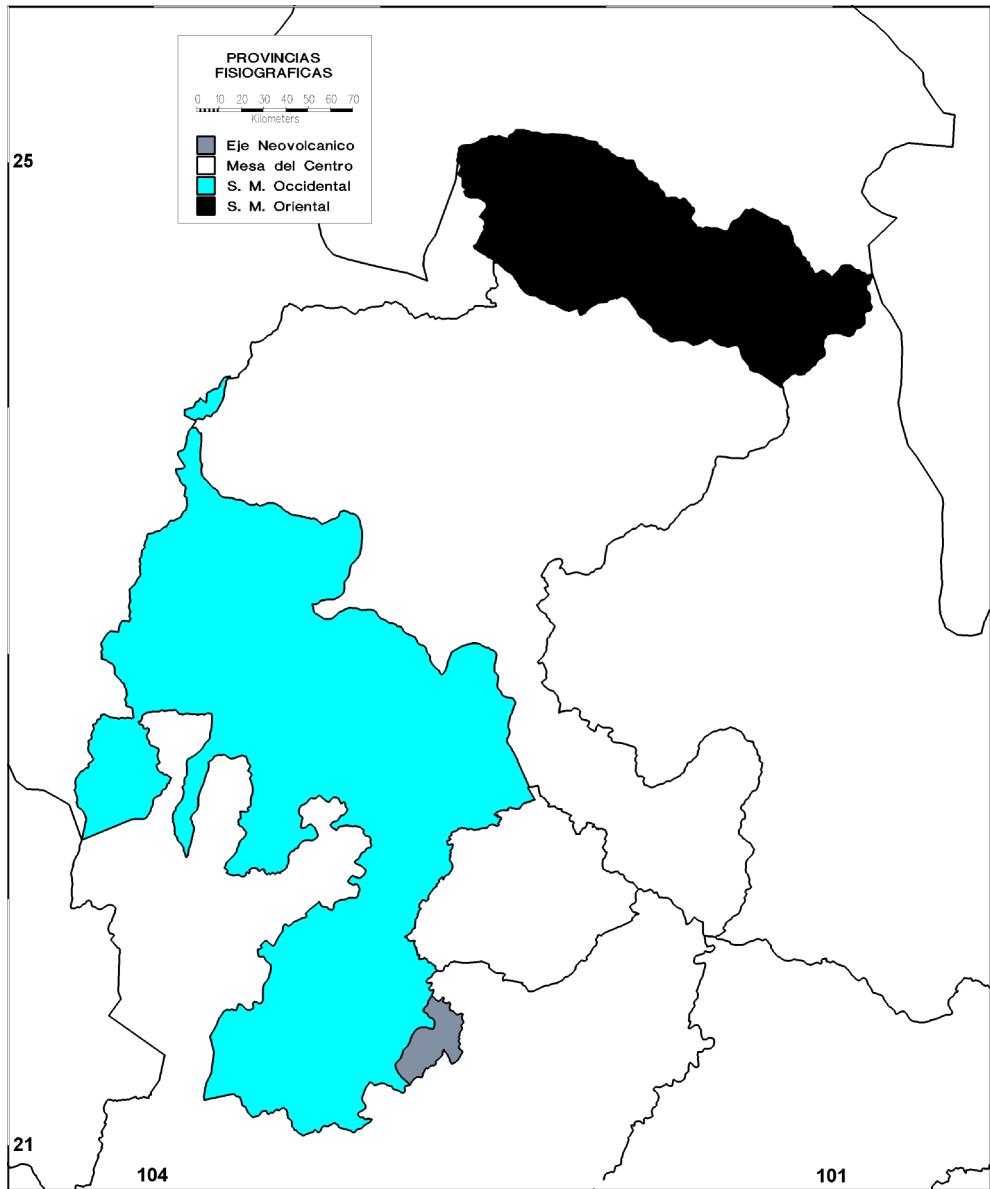 PROVINCIAS
FISIOGRAFICAS
0 10 20 30 40 50 60 70
Kilometers
Eje Neovolcanico
Mesa del Centro
S. M. Occidental
S. M. Oriental
25
21
104
101